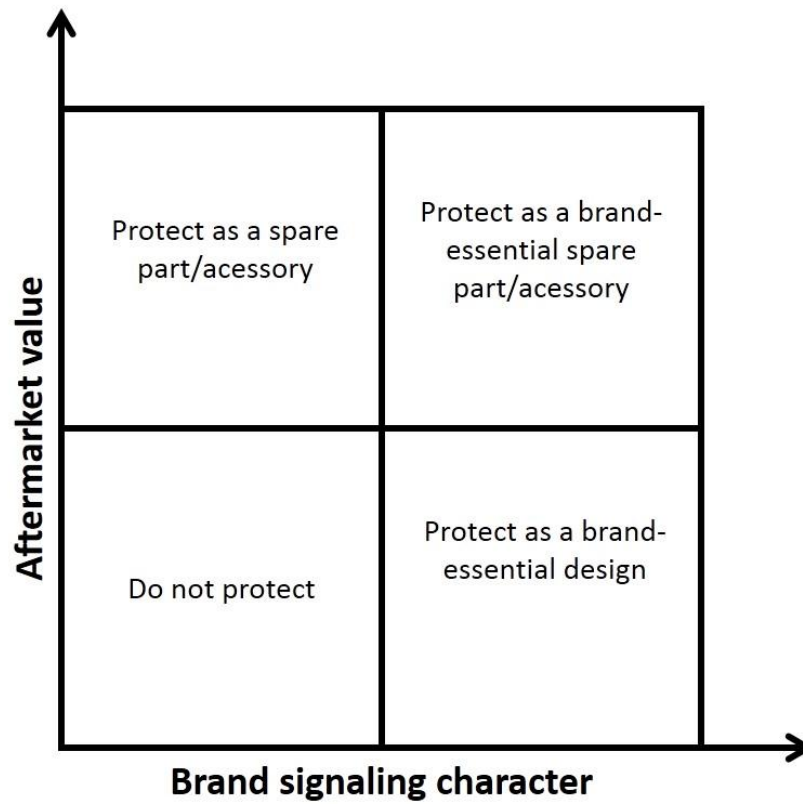 Protect as a spare
part/acessory
Protect as a brand-
essential spare
part/acessory
Aftermarket value
Do not protect
Protect as a brand-
essential design
Brand signaling character